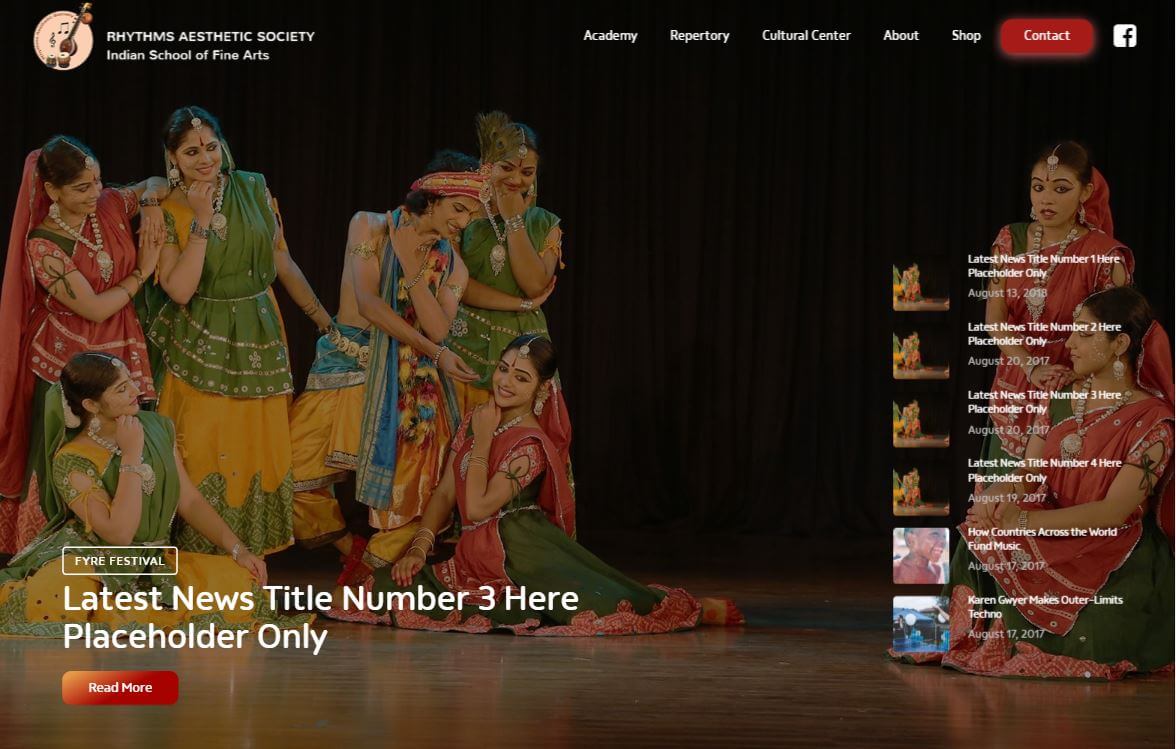 RHYTHMS AESTHETIC SOCIETY
Indian School of Fine Arts
Academy
Repertory
Cultural Center
About
Shop
Contact
Latest News Title Number 1 Here
Placeholder Only
August 13, 2018
Latest News Title Number 2 Here
Placeholder Only
August 20, 2017
Latest News Title Number 3 Here
Placeholder Only
August 20, 2017
Latest News Title Number 4 Here
Placeholder Only
August 19, 2017
How Countries Across the World
Fund Music
August 17, 2017
Karen Gwyer Makes Outer-Limits
Techno
August 17, 2017
FYRE FESTIVAL
Latest News Title Number 3 Here
Placeholder Only
Read More